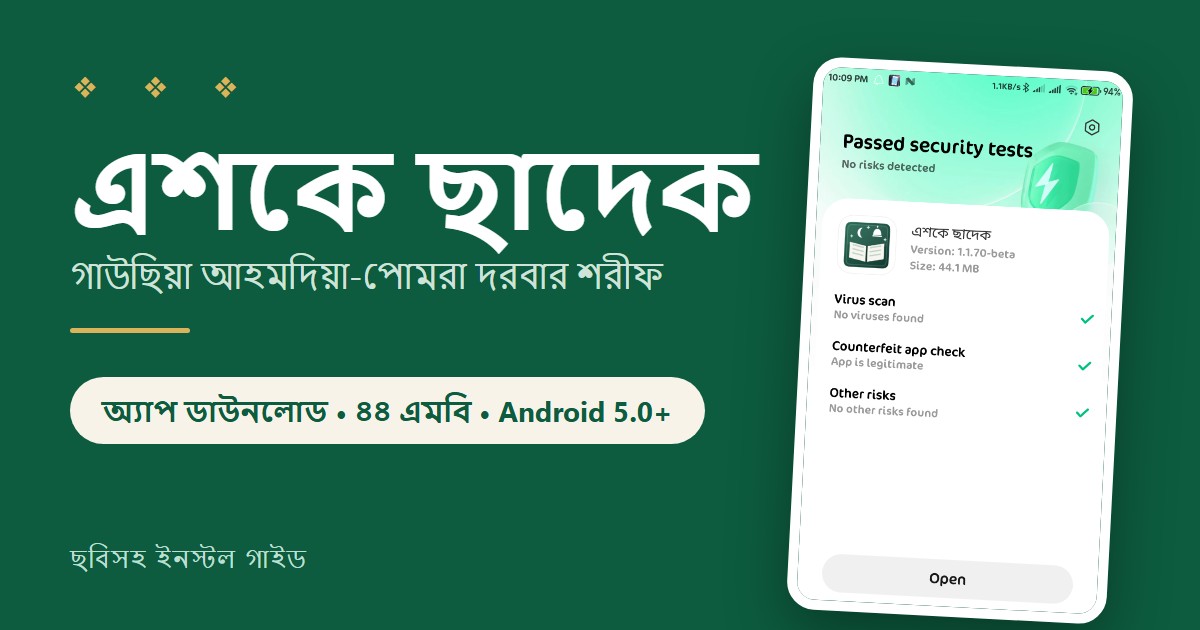 এশকে ছাদেক
গাউছিয়া আহমদিয়া-পোমরা দরবার শরীফ
অ্যাপ ডাউনলোড • ৪৪ এমবি • Android 5.0+
ছবিসহ ইনস্টল গাইড
10:09 PM
1.1KB/s
94%
Passed security tests
No risks detected
এশকে ছাদেক
Version: 1.1.70-beta
Size: 44.1 MB
Virus scan
No viruses found
Counterfeit app check
App is legitimate
Other risks
No other risks found
Open